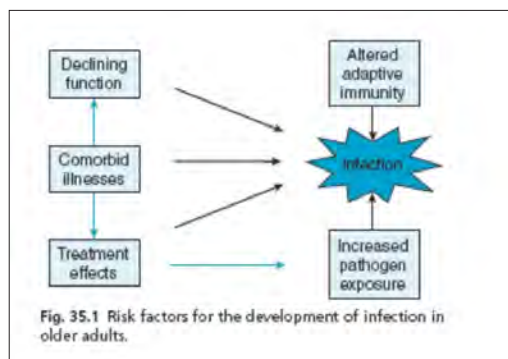 Declining
function
Altered
adaptive
immunity
Comorbid
illnesses
Infection
Treatment
effects
Increased
pathogen
exposure
Fig. 35.1 Risk factors for the development of infection in
older adults.